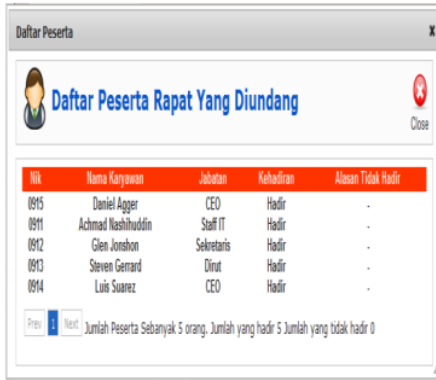 Daftar Peserta x
Daftar Peserta Rapat Yang Diundang
Close
Nik Nama Karyawan Jabatan Kehadiran Alasan Tidak Hadir
0915 Daniel Agger CEO Hadir -
0911 Achmad Nashihuddin Staff IT Hadir -
0912 Glen Jonshon Sekretaris Hadir -
0913 Steven Gerrard Dirut Hadir -
0914 Luis Suarez CEO Hadir -
Prev 1 Next Jumlah Peserta Sebanyak 5 orang. Jumlah yang hadir 5 Jumlah yang tidak hadir 0